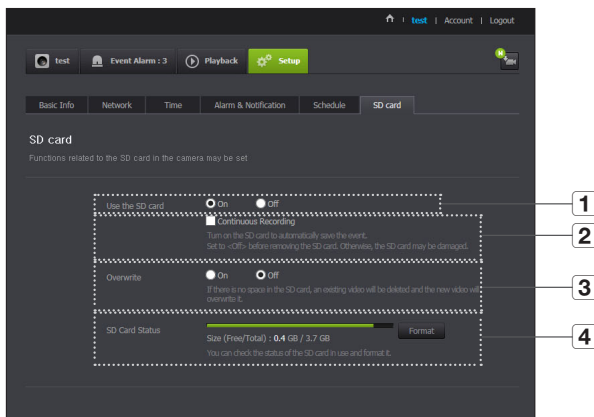 test | Account | Logout
test
Event Alarm : 3
Playback
Setup
N
Basic Info
Network
Time
Alarm & Notification
Schedule
SD card
SD card
Functions related to the SD card in the camera may be set
Use the SD card
On
Off
1
Continuous Recording
Turn on the SD card to automatically save the event.
Set to <Off> before removing the SD card. Otherwise, the SD card may be damaged.
2
Overwrite
On
Off
If there is no space in the SD card, an existing video will be deleted and the new video will
overwrite it.
3
SD Card Status
Format
Size (Free/Total) : 0.4 GB / 3.7 GB
You can check the status of the SD card in use and format it.
4